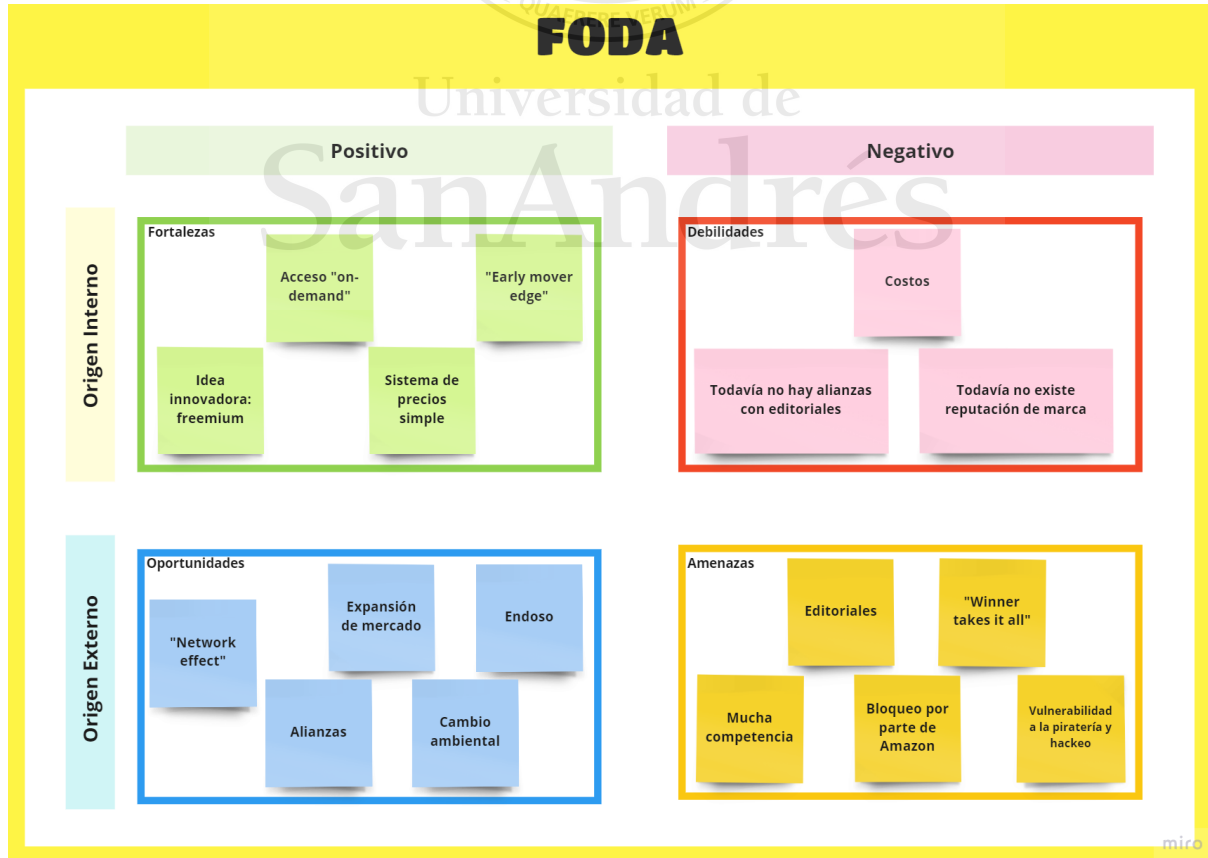 QUAERERE VERUM
FODA
Universidad de
SanAndrés
Positivo
Negativo
Origen Interno
Fortalezas
Acceso "on-
demand"
"Early mover
edge"
Idea
innovadora:
freemium
Sistema de
precios
simple
Debilidades
Costos
Todavía no hay alianzas
con editoriales
Todavía no existe
reputación de marca
Origen Externo
Oportunidades
"Network
effect"
Expansión
de mercado
Endoso
Alianzas
Cambio
ambiental
Amenazas
Editoriales
"Winner
takes it all"
Mucha
competencia
Bloqueo por
parte de
Amazon
Vulnerabilidad
a la piratería y
hackeo
miro